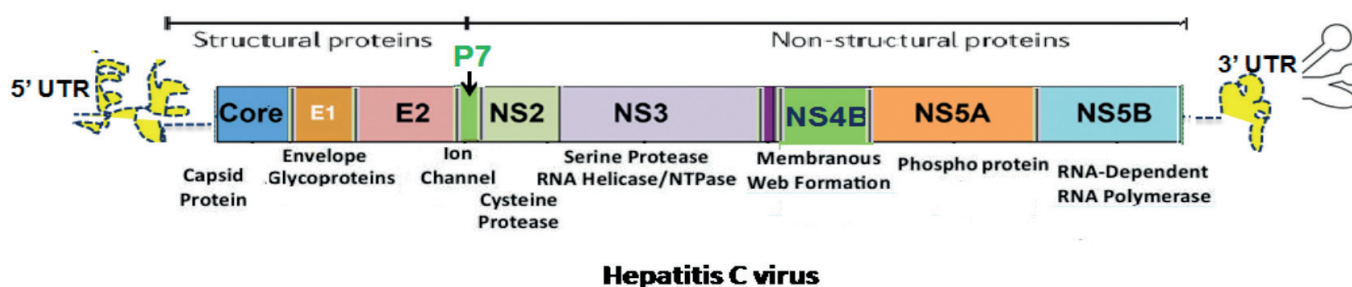 Structural proteins
Non-structural proteins
P7
5' UTR
3' UTR
Core
E1
E2
NS2
NS3
NS4B
NS5A
NS5B
Capsid
Protein
Envelope
.Glycoproteins
Ion
Channel
Cysteine
Protease
Serine Protease
RNA Helicase/NTPase
Membranous
Web Formation
Phospho protein
RNA-Dependent
RNA Polymerase
Hepatitis C virus